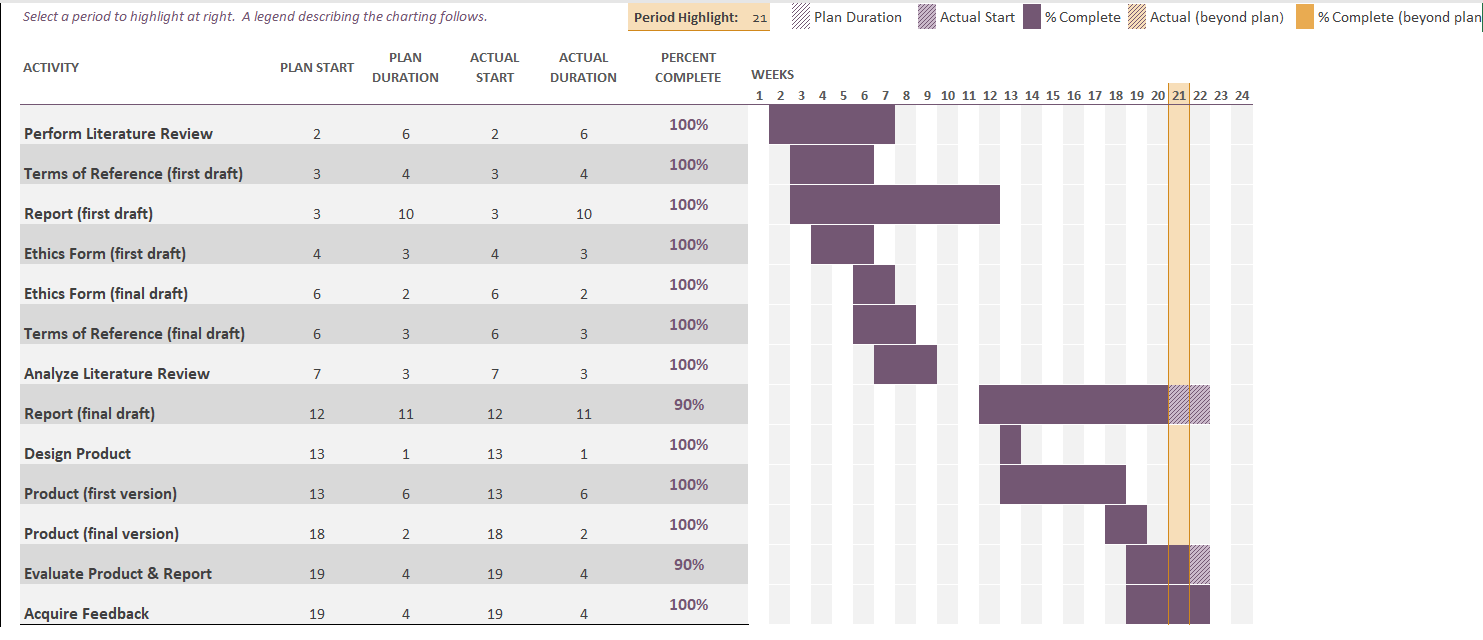 Select a period to highlight at right. A legend describing the charting follows. Period Highlight: 21 Plan Duration Actual Start % Complete Actual (beyond plan) % Complete (beyond plan
ACTIVITY PLAN START PLAN DURATION ACTUAL START ACTUAL DURATION PERCENT COMPLETE WEEKS
1 2 3 4 5 6 7 8 9 10 11 12 13 14 15 16 17 18 19 20 21 22 23 24
Perform Literature Review 2 6 2 6 100%
Terms of Reference (first draft) 3 4 3 4 100%
Report (first draft) 3 10 3 10 100%
Ethics Form (first draft) 4 3 4 3 100%
Ethics Form (final draft) 6 2 6 2 100%
Terms of Reference (final draft) 6 3 6 3 100%
Analyze Literature Review 7 3 7 3 100%
Report (final draft) 12 11 12 11 90%
Design Product 13 1 13 1 100%
Product (first version) 13 6 13 6 100%
Product (final version) 18 2 18 2 100%
Evaluate Product & Report 19 4 19 4 90%
Acquire Feedback 19 4 19 4 100%